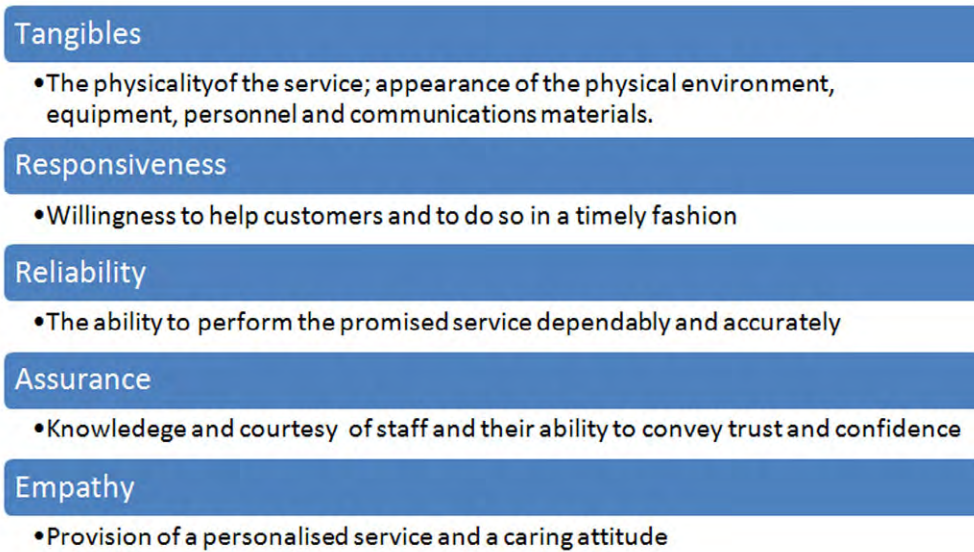 Tangibles
•The physicalityof the service; appearance of the physical environment,
equipment, personnel and communications materials.
Responsiveness
•Willingness to help customers and to do so in a timely fashion
Reliability
•The ability to perform the promised service dependably and accurately
Assurance
•Knowledege and courtesy of staff and their ability to convey trust and confidence
Empathy
•Provision of a personalised service and a caring attitude